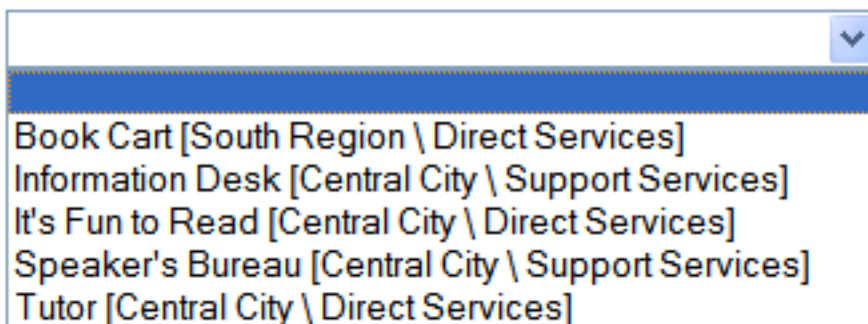 Book Cart [South Region \ Direct Services]
Information Desk [Central City \ Support Services]
It's Fun to Read [Central City \ Direct Services]
Speaker's Bureau [Central City \ Support Services]
Tutor [Central City \ Direct Services]